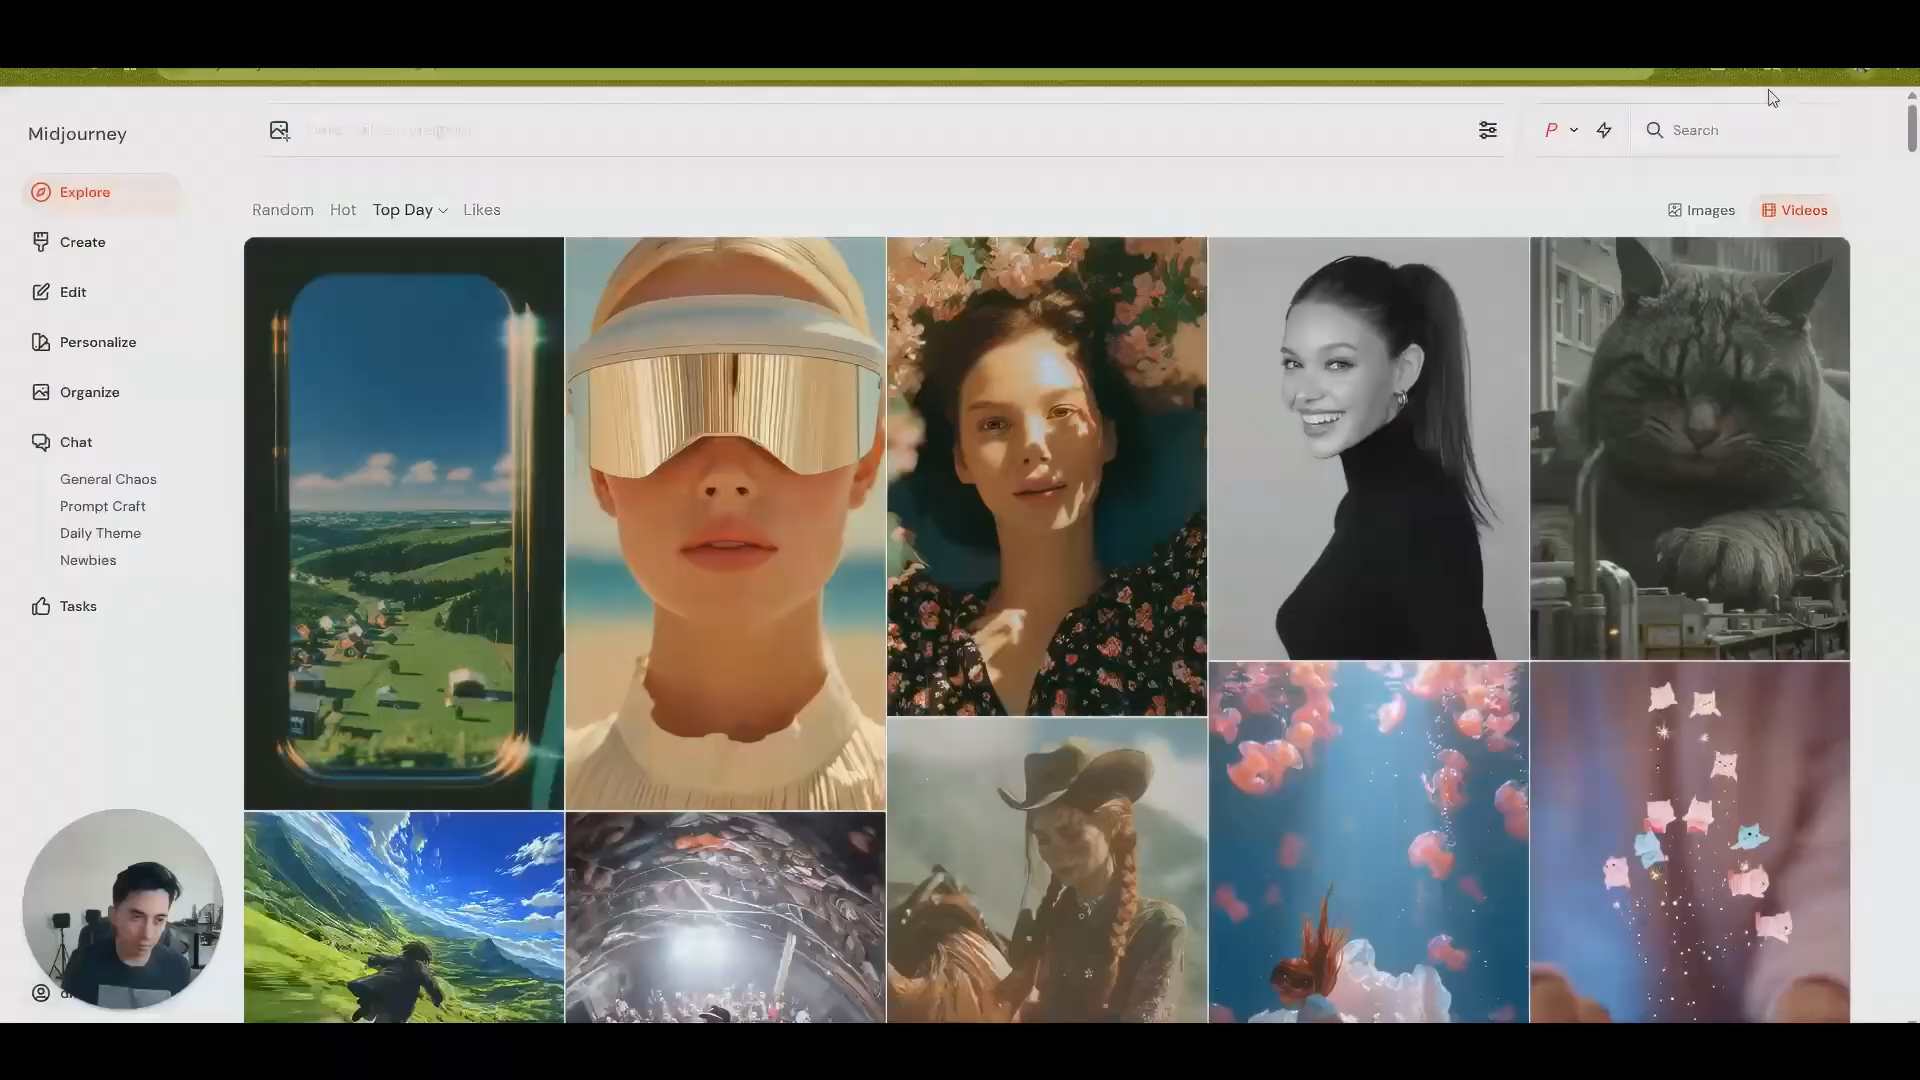 Midjourney
P
Search
Explore
Random Hot Top Day Likes
Images Videos
Create
Edit
Personalize
Organize
Chat
General Chaos
Prompt Craft
Daily Theme
Newbies
Tasks